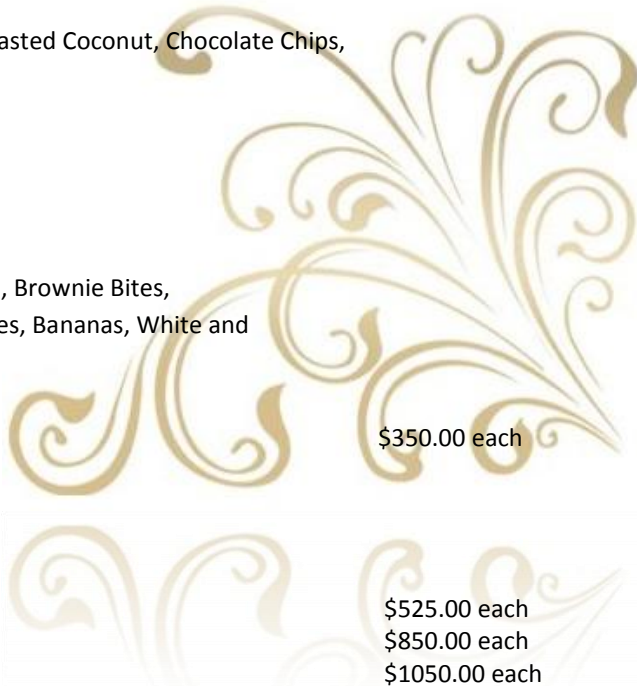 asted Coconut, Chocolate Chips,
, Brownie Bites,
es, Bananas, White and
$350.00 each
$525.00 each
$850.00 each
$1050.00 each